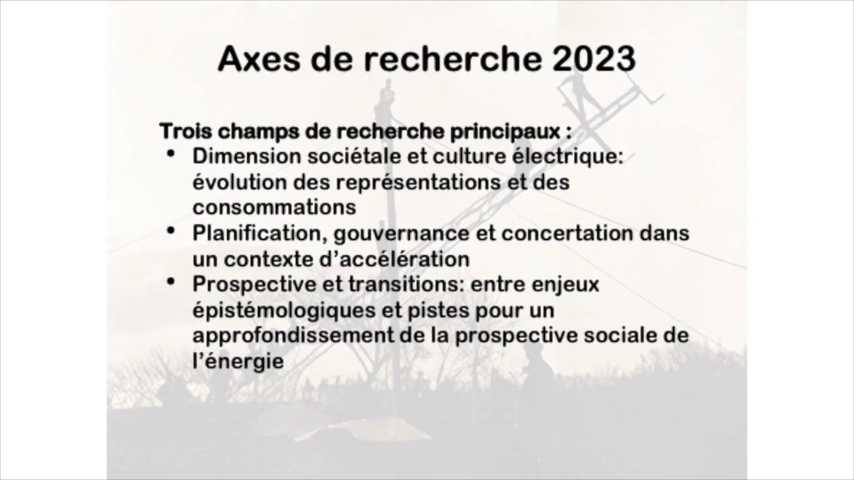 Axes de recherche 2023
Trois champs de recherche principaux :
• Dimension sociétale et culture électrique:
évolution des représentations et des
consommations
• Planification, gouvernance et concertation dans
un contexte d'accélération
• Prospective et transitions: entre enjeux
épistémologiques et pistes pour un
approfondissement de la prospective sociale de
l'énergie